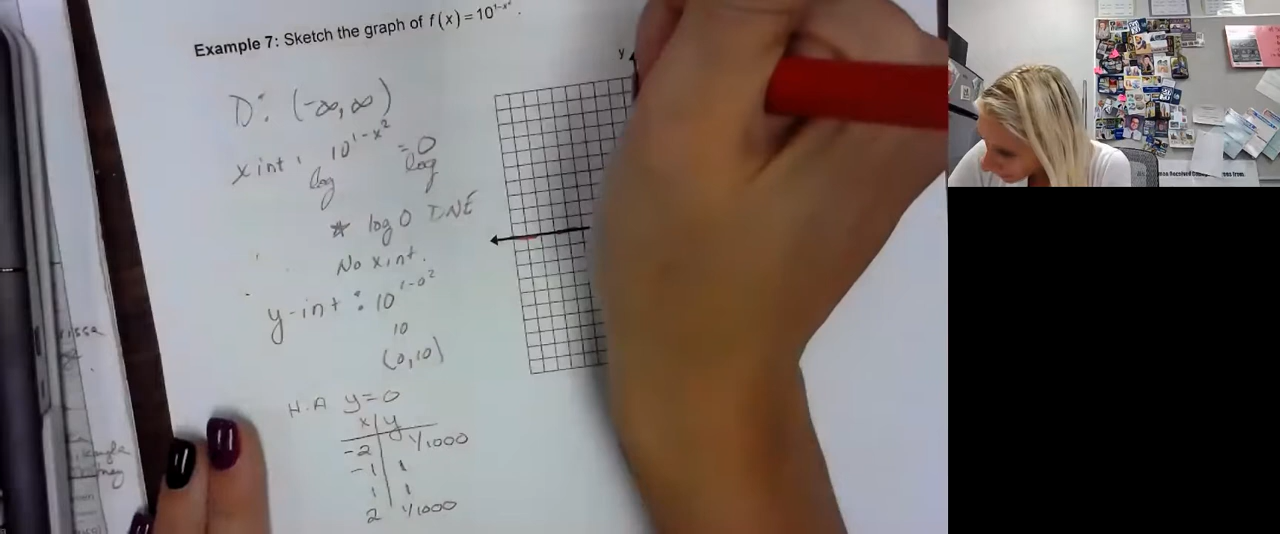 Example 7: Sketch the graph of f(x) = 10^{1-x²}.
y
D: (-∞, ∞)
x int: 10^{1-x²} = 0
log log
* log 0 DNE
No x int.
y-int: 10^{1-0²}
10
(0, 10)
H.A y = 0
x | y
-2 | 1/1000
-1 | 1
1 | 1
2 | 1/1000